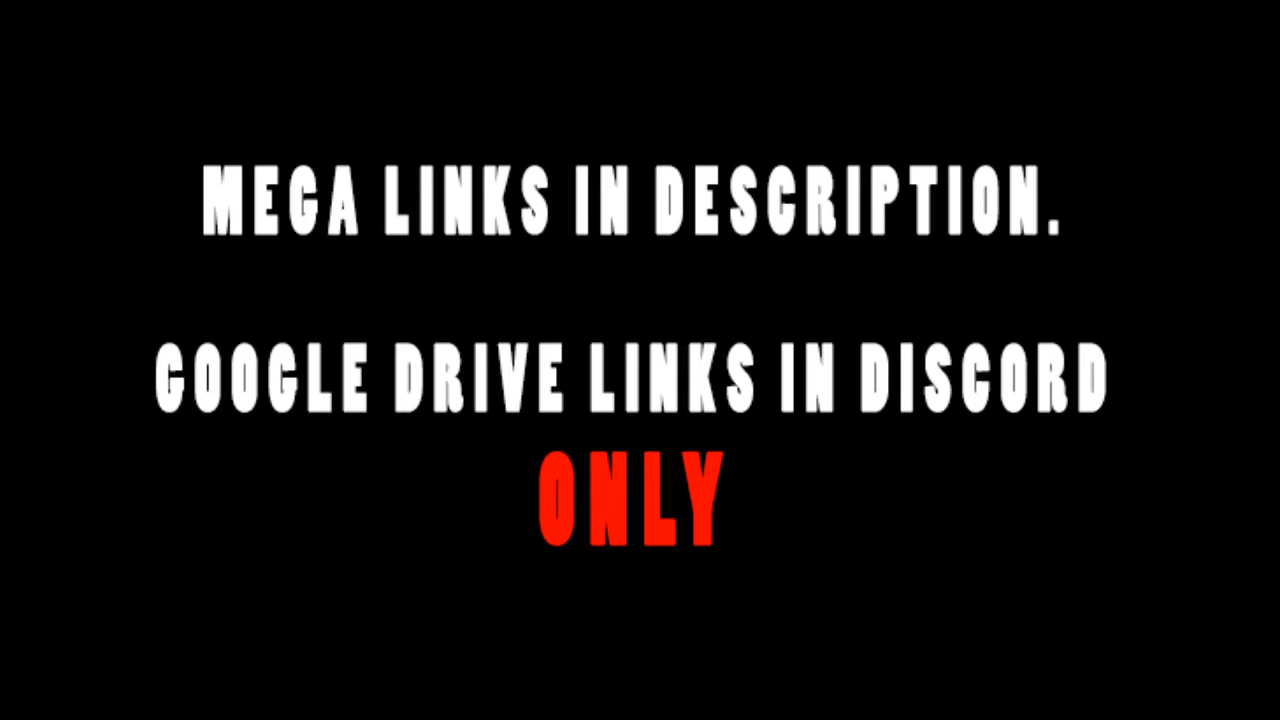 MEGA LINKS IN DESCRIPTION.
GOOGLE DRIVE LINKS IN DISCORD
ONLY